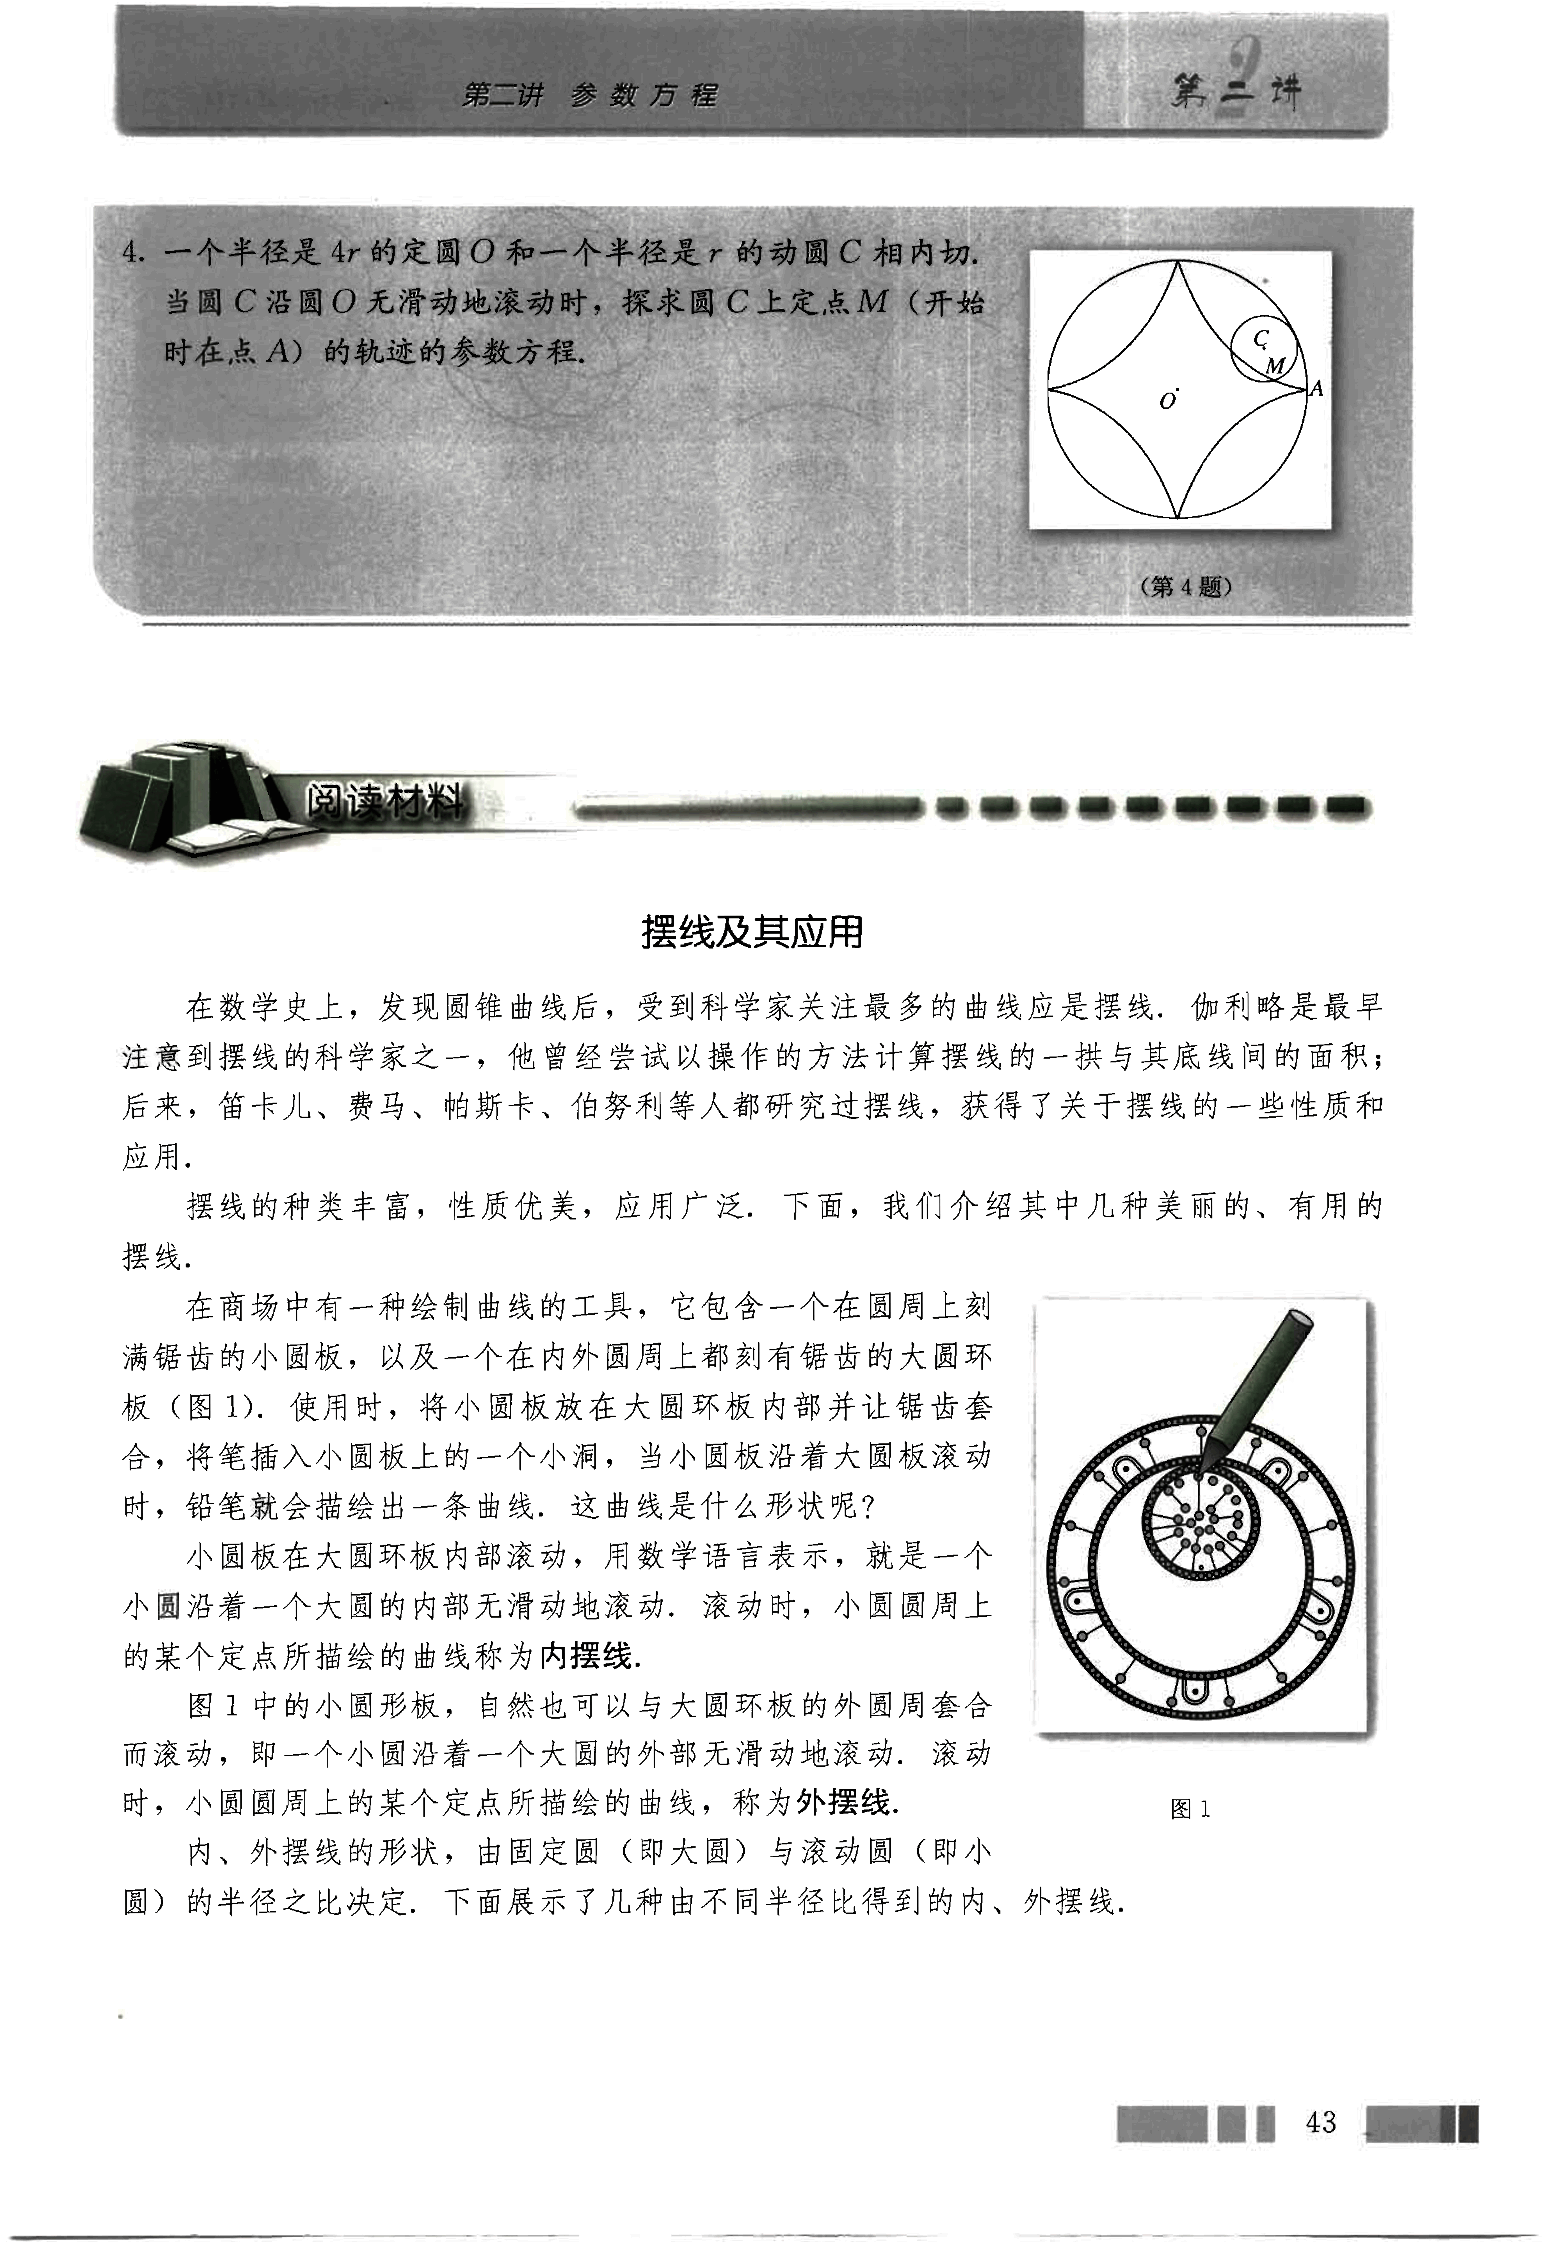 第二讲 参数方程
第二讲
4. 一个半径是 4r 的定圆 O 和一个半径是 r 的动圆 C 相内切.
当圆 C 沿圆 O 无滑动地滚动时，探求圆 C 上定点 M（开始
时在点 A）的轨迹的参数方程.
C
M
A
O
（第 4 题）
阅读材料
摆线及其应用
在数学史上，发现圆锥曲线后，受到科学家关注最多的曲线应是摆线. 伽利略是最早
注意到摆线的科学家之一，他曾经尝试以操作的方法计算摆线的一拱与其底线间的面积；
后来，笛卡儿、费马、帕斯卡、伯努利等人都研究过摆线，获得了关于摆线的一些性质和
应用.
摆线的种类丰富，性质优美，应用广泛. 下面，我们介绍其中几种美丽的、有用的
摆线.
在商场中有一种绘制曲线的工具，它包含一个在圆周上刻
满锯齿的小圆板，以及一个在内外圆周上都刻有锯齿的大圆环
板（图 1）. 使用时，将小圆板放在大圆环板内部并让锯齿套
合，将笔插入小圆板上的一个小洞，当小圆板沿着大圆板滚动
时，铅笔就会描绘出一条曲线. 这曲线是什么形状呢？
小圆板在大圆环板内部滚动，用数学语言表示，就是一个
小圆沿着一个大圆的内部无滑动地滚动. 滚动时，小圆圆周上
的某个定点所描绘的曲线称为内摆线.
图 1 中的小圆形板，自然也可以与大圆环板的外圆周套合
而滚动，即一个小圆沿着一个大圆的外部无滑动地滚动. 滚动
时，小圆圆周上的某个定点所描绘的曲线，称为外摆线.
图 1
内、外摆线的形状，由固定圆（即大圆）与滚动圆（即小
圆）的半径之比决定. 下面展示了几种由不同半径比得到的内、外摆线.
43